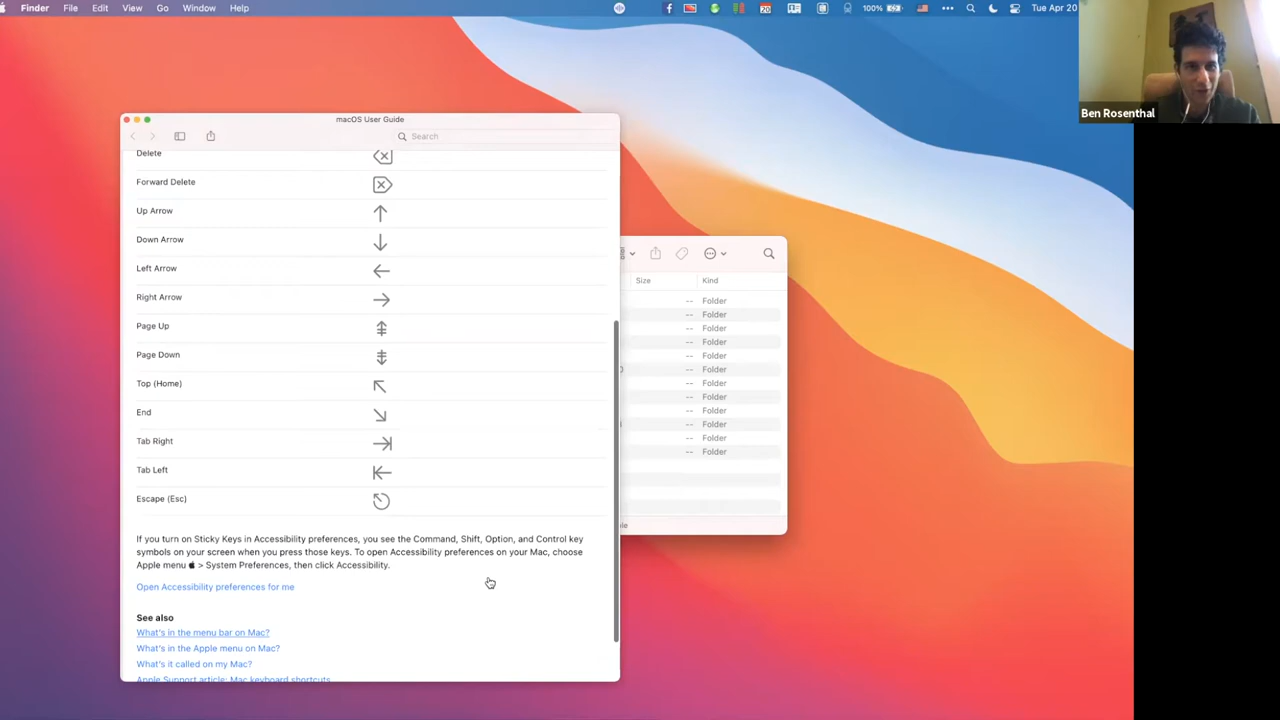 Finder File Edit View Go Window Help 100% Tue Apr 20
Ben Rosenthal
macOS User Guide
Search
Delete
Forward Delete
Up Arrow ↑
Down Arrow ↓
Left Arrow ←
Right Arrow →
Page Up ⇞
Page Down ⇟
Top (Home) ↖
End ↘
Tab Right ⇥
Tab Left ⇤
Escape (Esc)
If you turn on Sticky Keys in Accessibility preferences, you see the Command, Shift, Option, and Control key
symbols on your screen when you press those keys. To open Accessibility preferences on your Mac, choose
Apple menu > System Preferences, then click Accessibility.
Open Accessibility preferences for me
See also
What's in the menu bar on Mac?
What's in the Apple menu on Mac?
What's it called on my Mac?
Apple Support article: Mac keyboard shortcuts
Size Kind
-- Folder
-- Folder
-- Folder
-- Folder
-- Folder
-- Folder
-- Folder
-- Folder
-- Folder
-- Folder
-- Folder
-- Folder